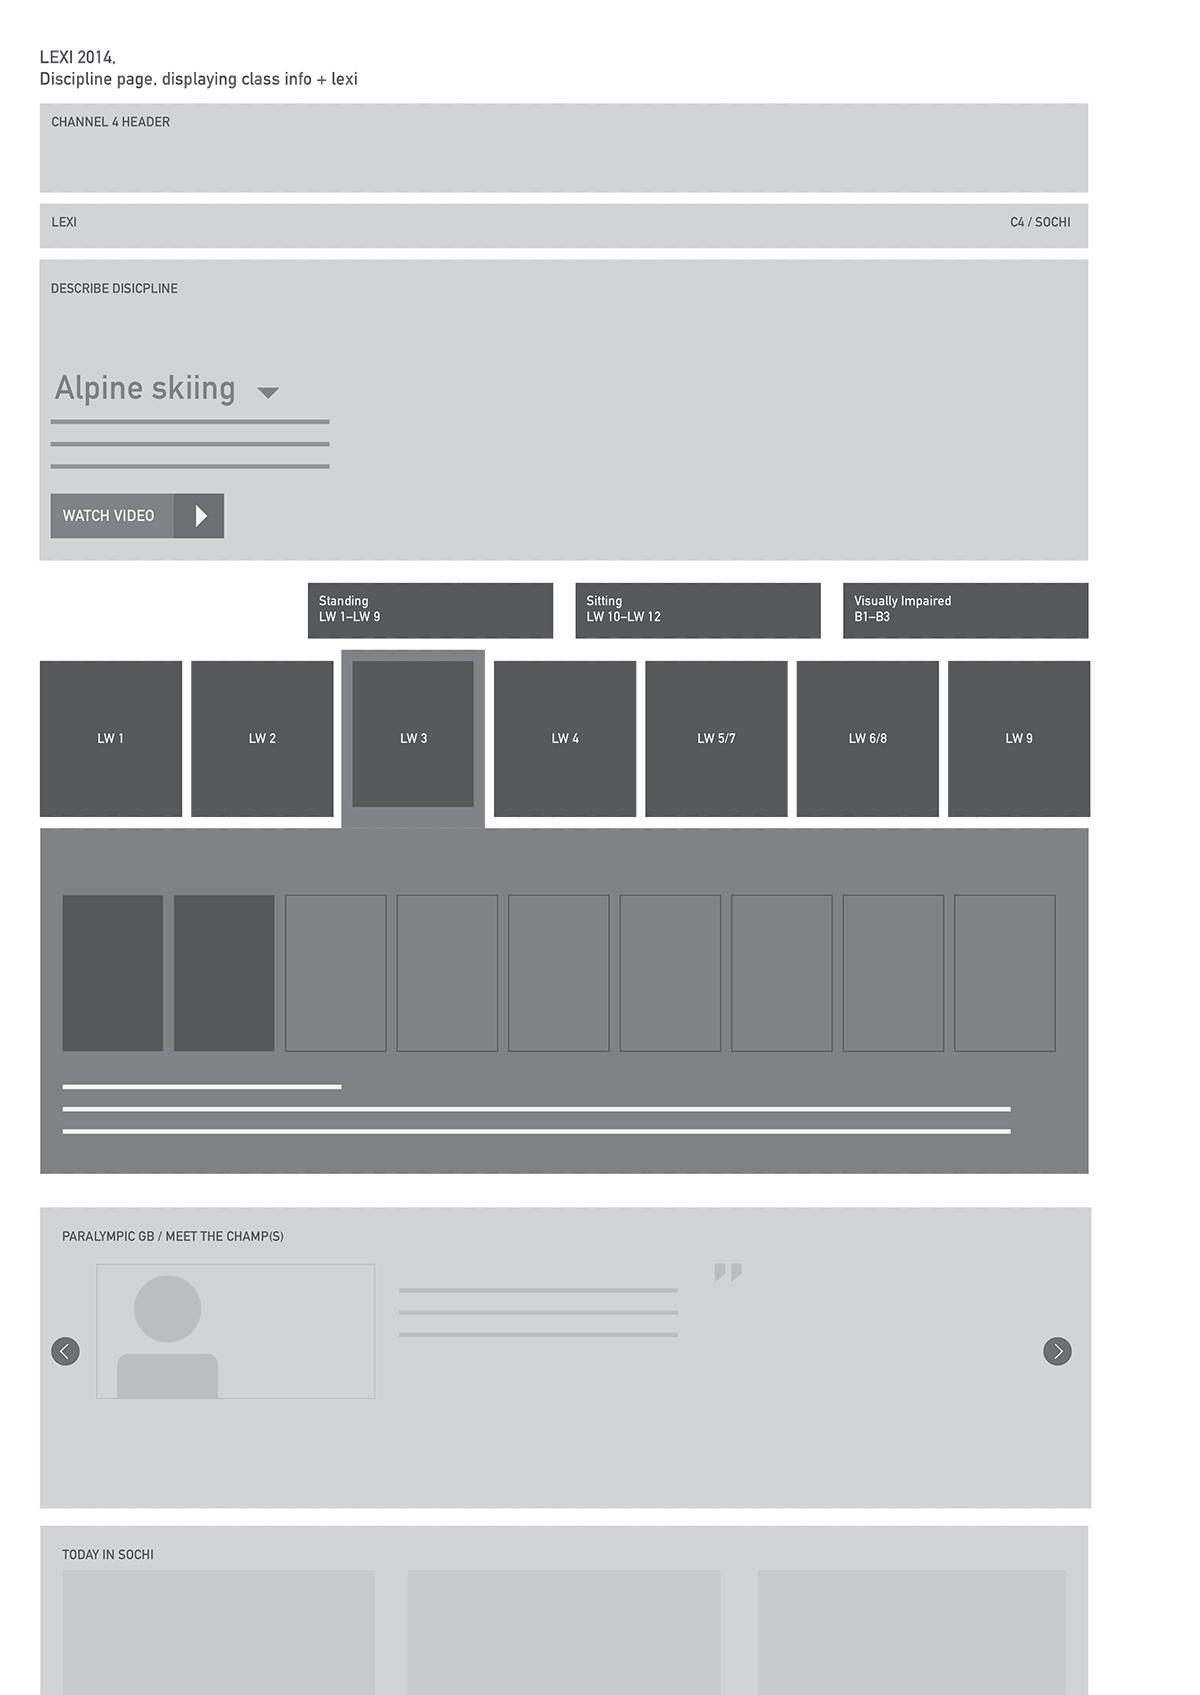 LEXI 2014,
Discipline page, displaying class info + lexi
CHANNEL 4 HEADER
LEXI
C4 / SOCHI
DESCRIBE DISICPLINE
Alpine skiing
WATCH VIDEO
Standing
LW 1–LW 9
Sitting
LW 10–LW 12
Visually Impaired
B1–B3
LW 1
LW 2
LW 3
LW 4
LW 5/7
LW 6/8
LW 9
PARALYMPIC GB / MEET THE CHAMP(S)
”
TODAY IN SOCHI